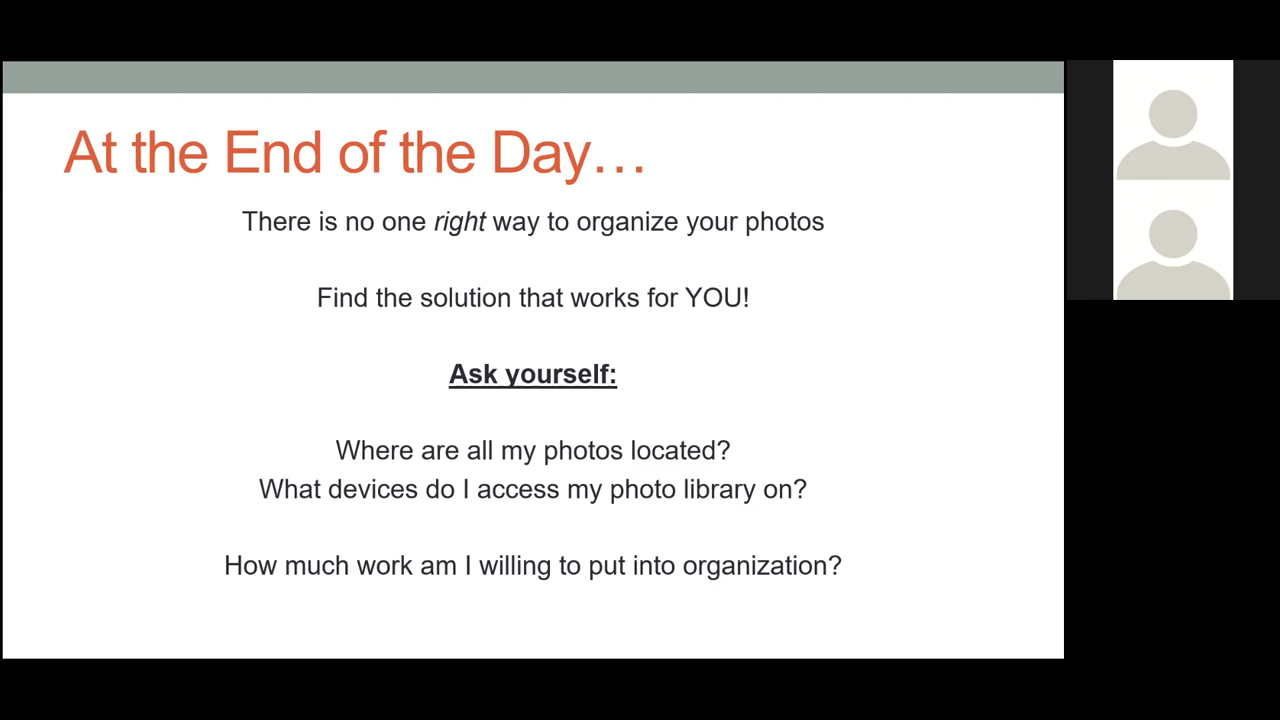 At the End of the Day…
There is no one right way to organize your photos
Find the solution that works for YOU!
Ask yourself:
Where are all my photos located?
What devices do I access my photo library on?
How much work am I willing to put into organization?